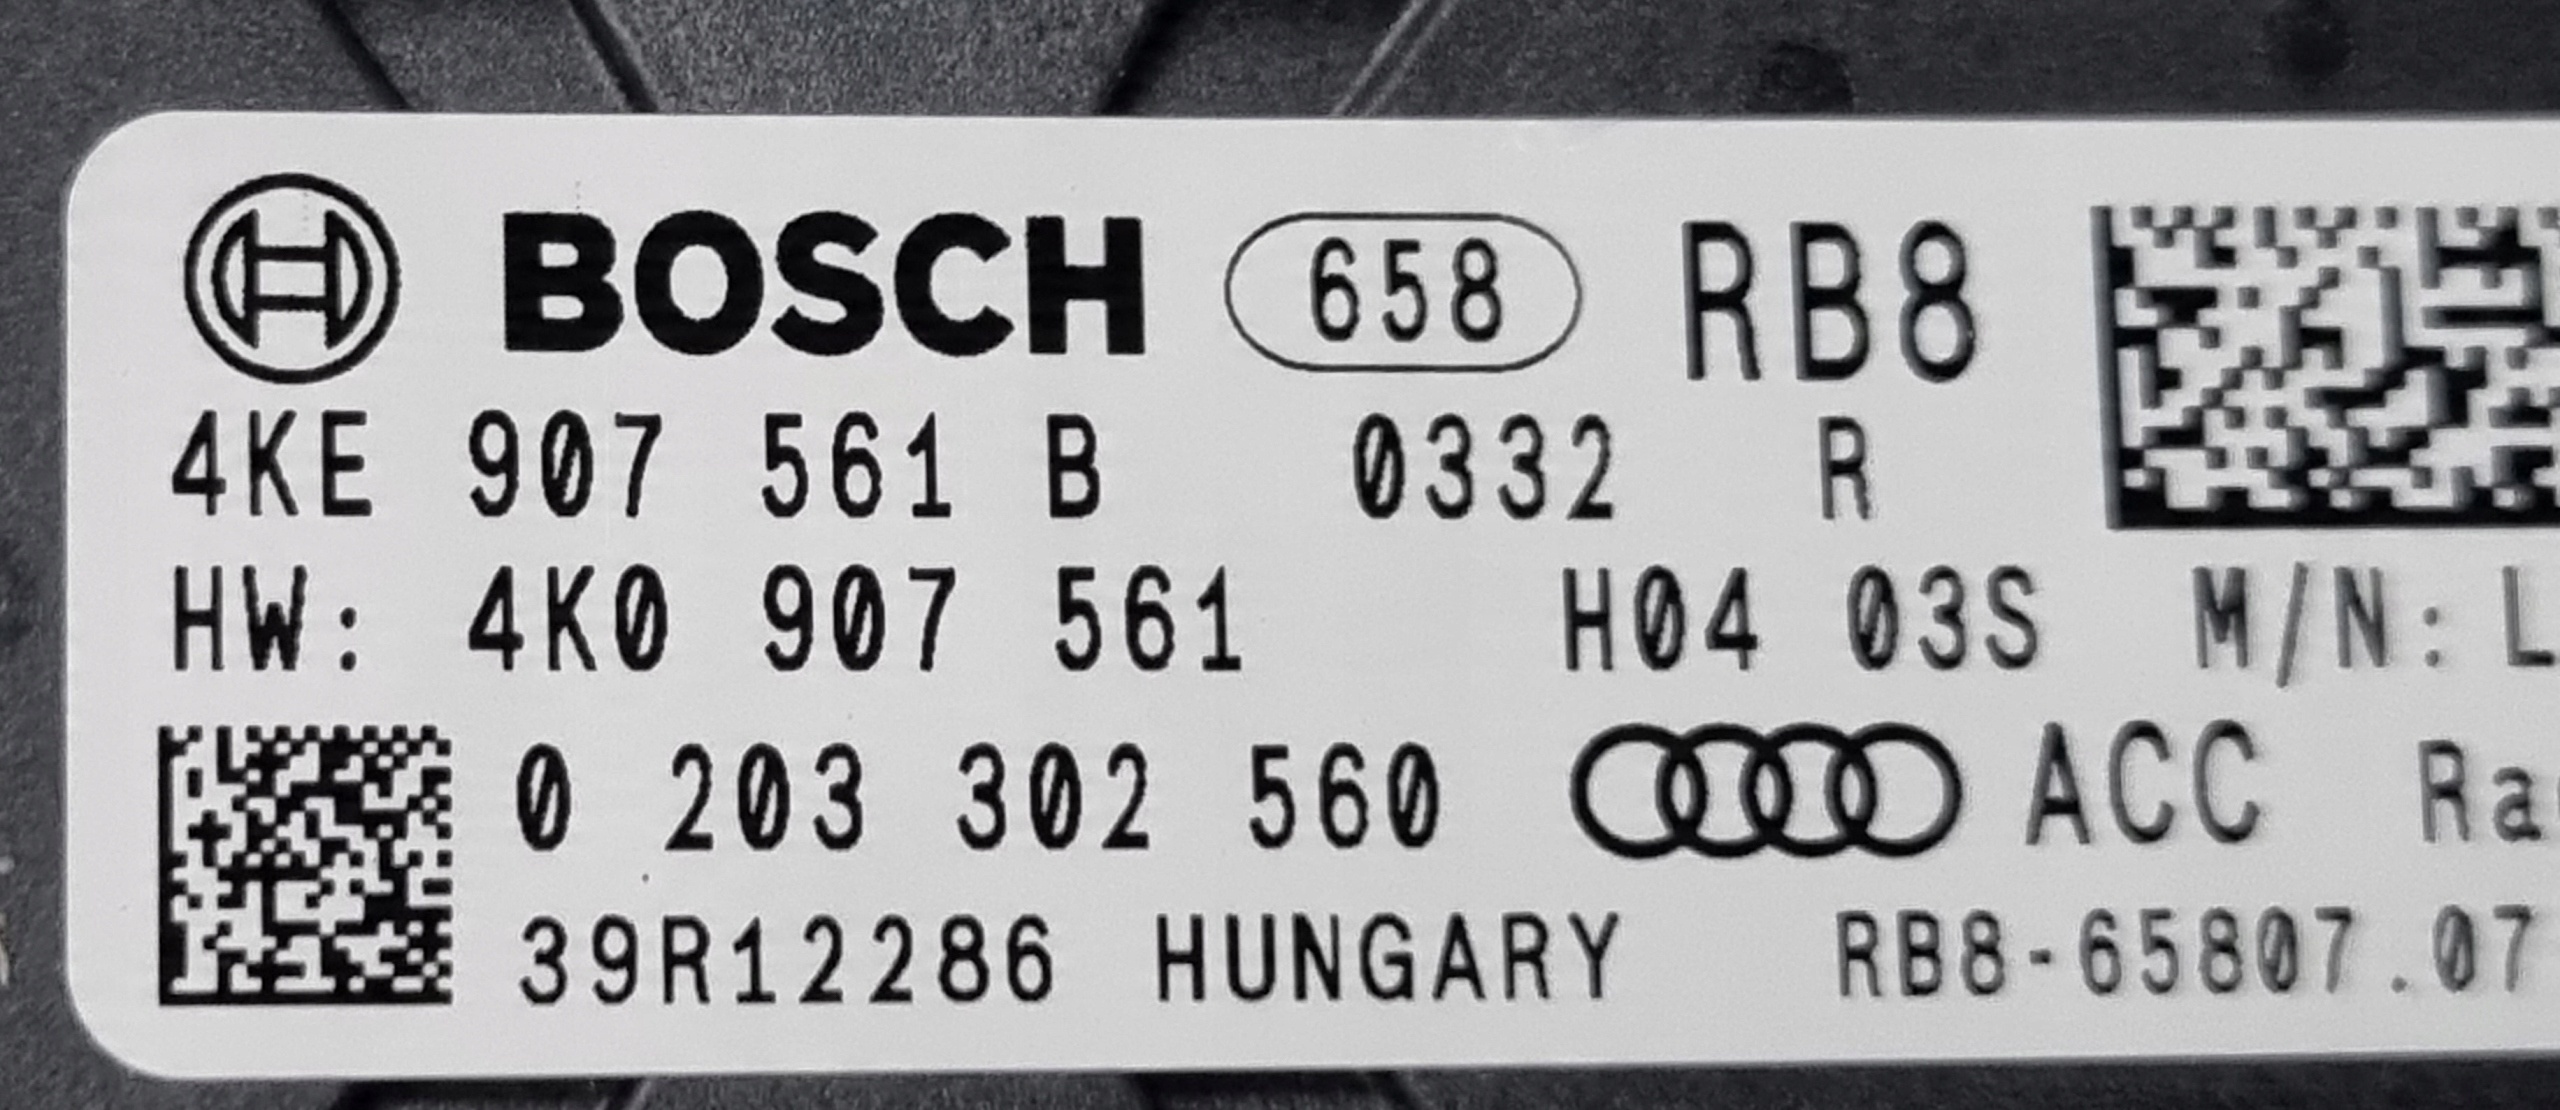 BOSCH 658 RB8
4KE 907 561 B 0332 R
HW: 4K0 907 561 H04 03S M/N: L
0 203 302 560 ACC
39R12286 HUNGARY RB8-65807.07